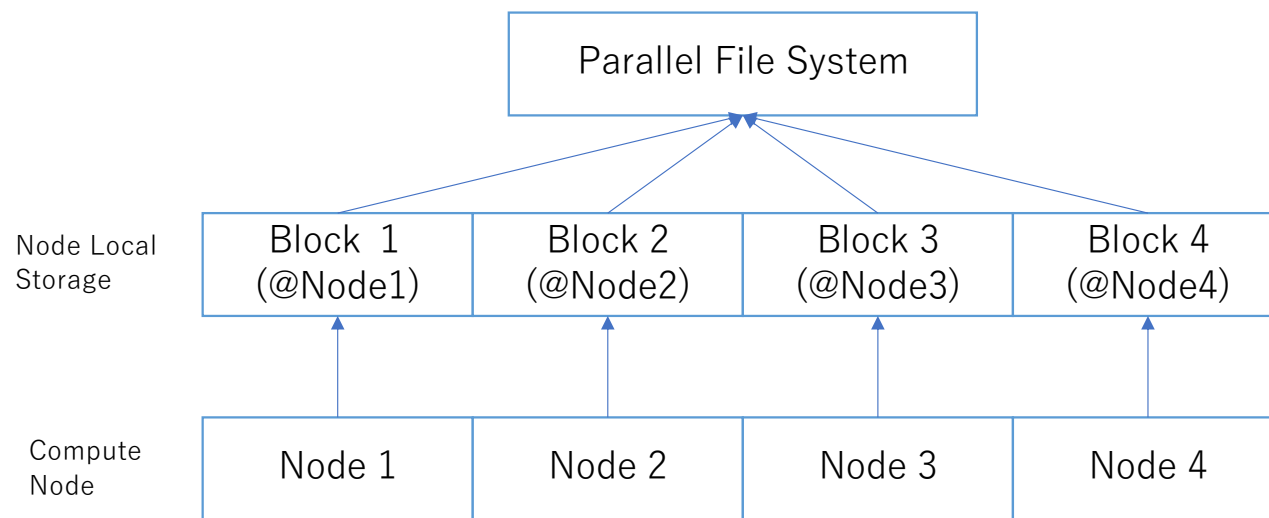 Parallel File System
Node Local
Storage
Block 1
(@Node1)
Block 2
(@Node2)
Block 3
(@Node3)
Block 4
(@Node4)
Compute
Node
Node 1
Node 2
Node 3
Node 4